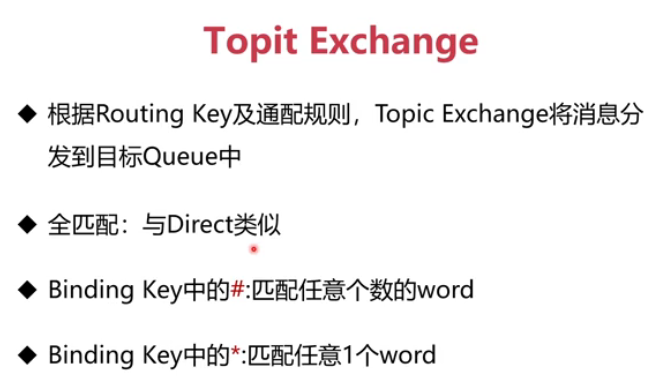 Topit Exchange
◆ 根据Routing Key及通配规则，Topic Exchange将消息分
发到目标Queue中
◆ 全匹配：与Direct类似
◆ Binding Key中的#:匹配任意个数的word
◆ Binding Key中的*:匹配任意1个word